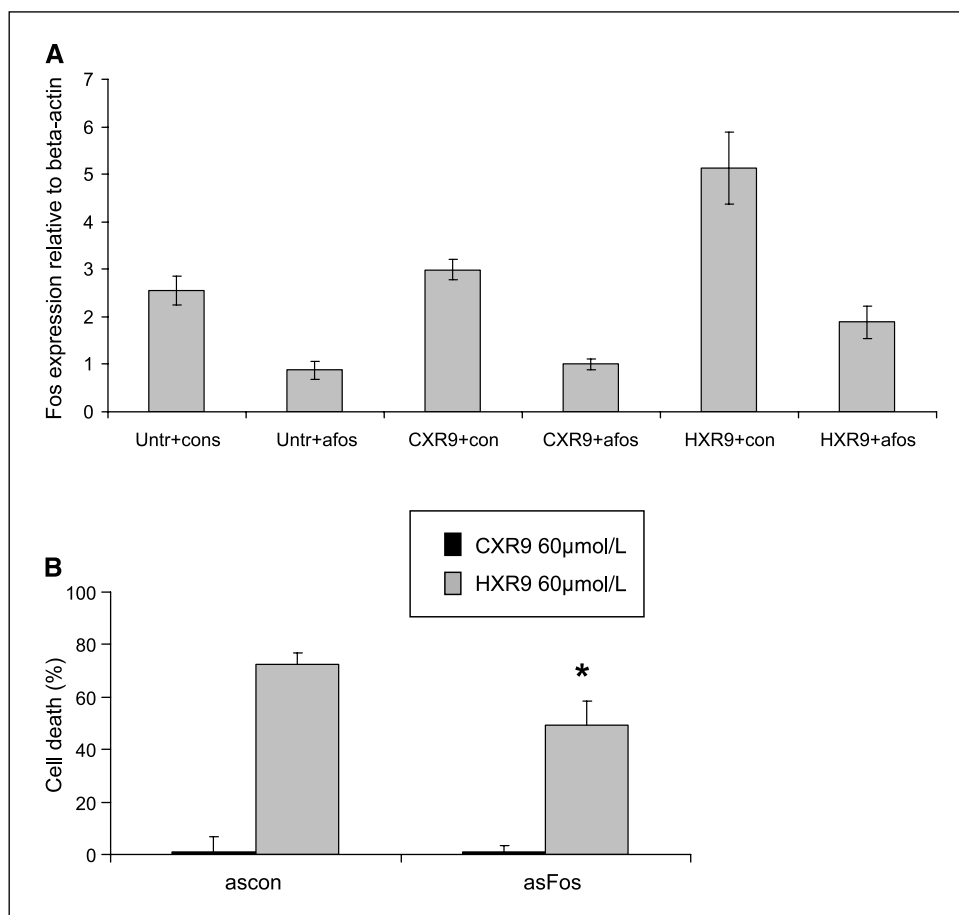 A
Fos expression relative to beta-actin
7
6
5
4
3
2
1
0
Untr+cons Untr+afos CXR9+con CXR9+afos HXR9+con HXR9+afos
CXR9 60µmol/L
HXR9 60µmol/L
B
Cell death (%)
100
80
60
40
20
0
*
ascon asFos